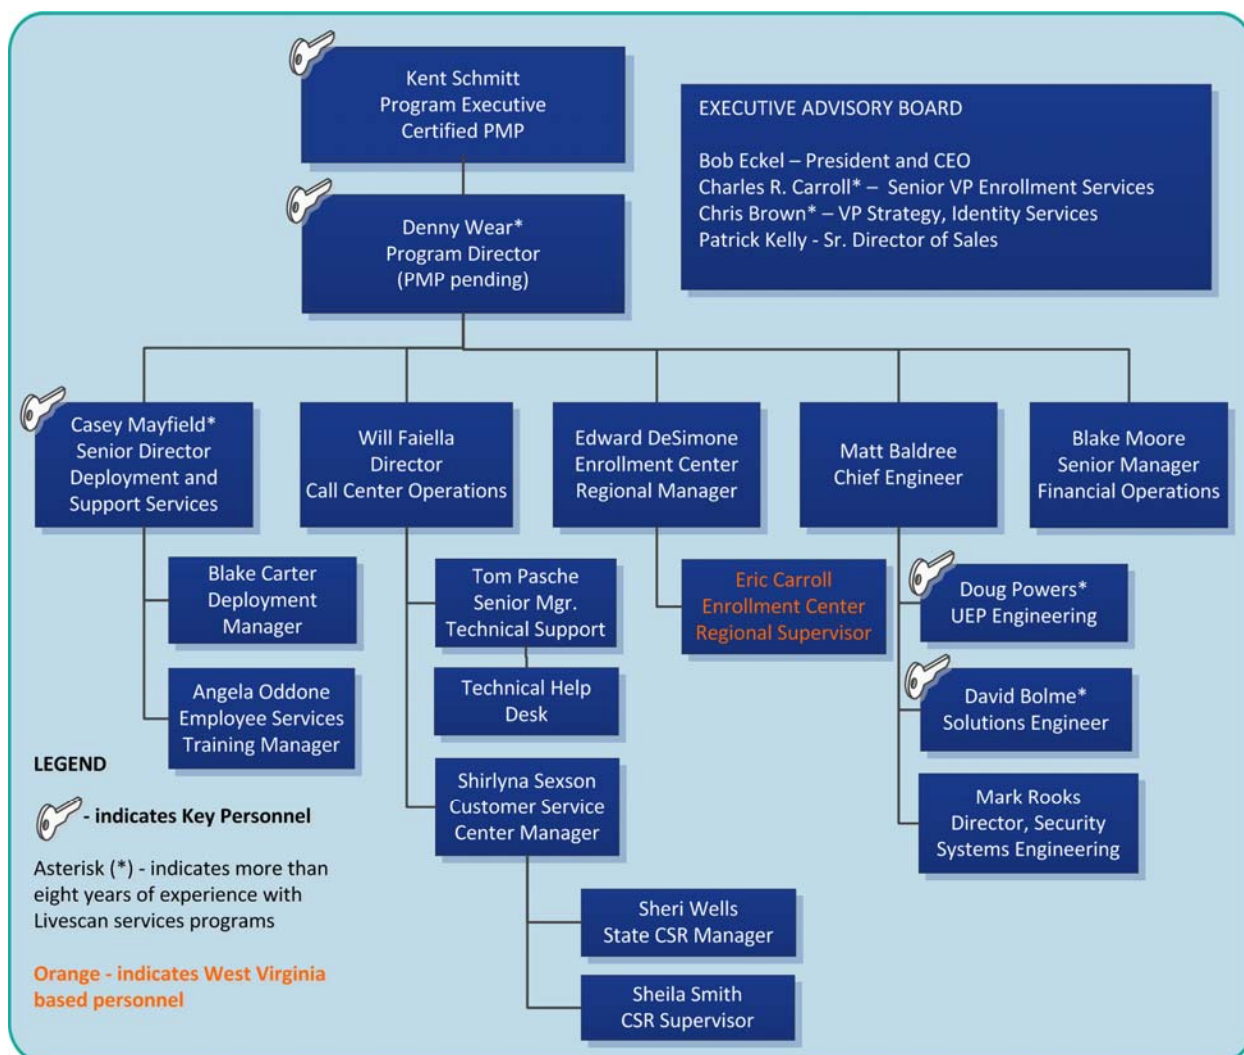 Kent Schmitt
Program Executive
Certified PMP
EXECUTIVE ADVISORY BOARD
Bob Eckel – President and CEO
Charles R. Carroll* –  Senior VP Enrollment Services
Chris Brown* – VP Strategy, Identity Services
Patrick Kelly - Sr. Director of Sales
Denny Wear*
Program Director
(PMP pending)
Casey Mayfield*
Senior Director
Deployment and
Support Services
Will Faiella
Director
Call Center Operations
Edward DeSimone
Enrollment Center
Regional Manager
Matt Baldree
Chief Engineer
Blake Moore
Senior Manager
Financial Operations
Blake Carter
Deployment
Manager
Angela Oddone
Employee Services
Training Manager
Tom Pasche
Senior Mgr.
Technical Support
Technical Help
Desk
Shirlyna Sexson
Customer Service
Center Manager
Sheri Wells
State CSR Manager
Sheila Smith
CSR Supervisor
Eric Carroll
Enrollment Center
Regional Supervisor
Doug Powers*
UEP Engineering
David Bolme*
Solutions Engineer
Mark Rooks
Director, Security
Systems Engineering
LEGEND
- indicates Key Personnel
Asterisk (*) - indicates more than
eight years of experience with
Livescan services programs
Orange - indicates West Virginia
based personnel